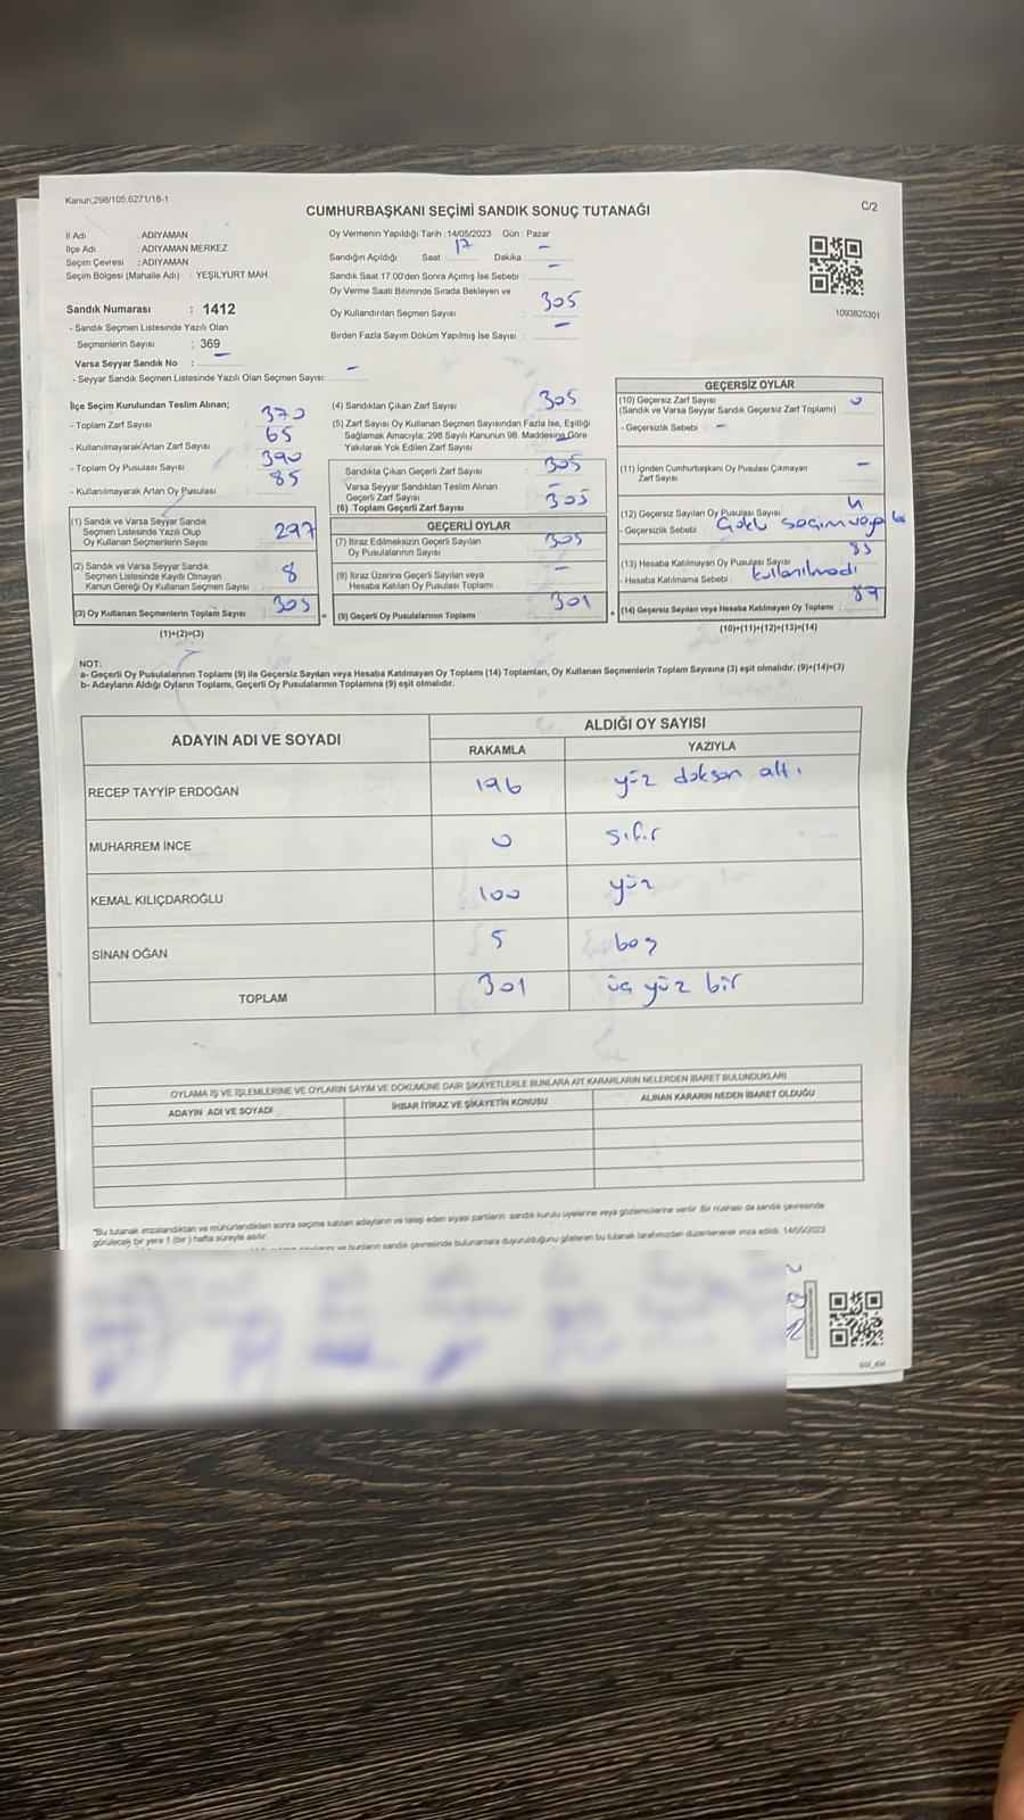 Kanun,298/105,6271/18-1
C/2
CUMHURBAŞKANI SEÇİMİ SANDIK SONUÇ TUTANAĞI
İl Adı : ADIYAMAN
İlçe Adı : ADIYAMAN MERKEZ
Seçim Çevresi : ADIYAMAN
Seçim Bölgesi (Mahalle Adı) : YEŞİLYURT MAH.
Sandık Numarası : 1412
- Sandık Seçmen Listesinde Yazılı Olan
Seçmenlerin Sayısı : 369
Varsa Seyyar Sandık No : -
- Seyyar Sandık Seçmen Listesinde Yazılı Olan Seçmen Sayısı: -
Oy Vermenin Yapıldığı Tarih :14/05/2023 Gün : Pazar
Sandığın Açıldığı Saat 17 Dakika -
Sandık Saat 17.00'den Sonra Açılmış İse Sebebi -
Oy Verme Saati Bitiminde Sırada Bekleyen ve
Oy Kullandırılan Seçmen Sayısı : 305
Birden Fazla Sayım Döküm Yapılmış İse Sayısı : -
1093825301
İlçe Seçim Kurulundan Teslim Alınan;
- Toplam Zarf Sayısı 370
- Kullanılmayarak Artan Zarf Sayısı 65
- Toplam Oy Pusulası Sayısı 390
- Kullanılmayarak Artan Oy Pusulası 85
(1) Sandık ve Varsa Seyyar Sandık
Seçmen Listesinde Yazılı Olup
Oy Kullanan Seçmenlerin Sayısı 297
(2) Sandık ve Varsa Seyyar Sandık
Seçmen Listesinde Kayıtlı Olmayan
Kanun Gereği Oy Kullanan Seçmen Sayısı 8
(3) Oy Kullanan Seçmenlerin Toplam Sayısı 305
(1)+(2)=(3)
(4) Sandıktan Çıkan Zarf Sayısı 305
(5) Zarf Sayısı Oy Kullanan Seçmen Sayısından Fazla İse, Eşitliği
Sağlamak Amacıyla; 298 Sayılı Kanunun 98. Maddesine Göre
Yakılarak Yok Edilen Zarf Sayısı -
Sandıkta Çıkan Geçerli Zarf Sayısı 305
Varsa Seyyar Sandıktan Teslim Alınan
Geçerli Zarf Sayısı -
(6) Toplam Geçerli Zarf Sayısı 305
GEÇERLİ OYLAR
(7) İtiraz Edilmeksizin Geçerli Sayılan
Oy Pusulalarının Sayısı 305
(8) İtiraz Üzerine Geçerli Sayılan veya
Hesaba Katılan Oy Pusulası Toplamı -
(9) Geçerli Oy Pusulalarının Toplamı 301
GEÇERSİZ OYLAR
(10) Geçersiz Zarf Sayısı 0
(Sandık ve Varsa Seyyar Sandık Geçersiz Zarf Toplamı)
- Geçersizlik Sebebi -
(11) İçinden Cumhurbaşkanı Oy Pusulası Çıkmayan
Zarf Sayısı -
(12) Geçersiz Sayılan Oy Pusulası Sayısı 4
- Geçersizlik Sebebi
(13) Hesaba Katılmayan Oy Pusulası Sayısı 85
- Hesaba Katılmama Sebebi kullanılmadı
(14) Geçersiz Sayılan veya Hesaba Katılmayan Oy Toplamı 89
(10)+(11)+(12)+(13)=(14)
NOT:
a- Geçerli Oy Pusulalarının Toplamı (9) ile Geçersiz Sayılan veya Hesaba Katılmayan Oy Toplamı (14) Toplamları, Oy Kullanan Seçmenlerin Toplam Sayısına (3) eşit olmalıdır. (9)+(14)=(3)
b- Adayların Aldığı Oyların Toplamı, Geçerli Oy Pusulalarının Toplamına (9) eşit olmalıdır.
ADAYIN ADI VE SOYADI
ALDIĞI OY SAYISI
RAKAMLA YAZIYLA
RECEP TAYYİP ERDOĞAN 196 yüz doksan altı
MUHARREM İNCE 0 sıfır
KEMAL KILIÇDAROĞLU 100 yüz
SİNAN OĞAN 5 beş
TOPLAM 301 üç yüz bir
OYLAMA İŞ VE İŞLEMLERİNE VE OYLARIN SAYIM VE DÖKÜMÜNE DAİR ŞİKAYETLERLE BUNLARA AİT KARARLARIN NELERDEN İBARET BULUNDUKLARI
ADAYIN ADI VE SOYADI
İHBAR İTİRAZ VE ŞİKAYETİN KONUSU
ALINAN KARARIN NEDEN İBARET OLDUĞU
"Bu tutanak imzalandıktan ve mühürlendikten sonra seçime katılan adayların ve talep eden siyasi partilerin sandık kurulu üyelerine veya gözlemcilerine verilir. Bir nüshası da sandık çevresinde
görülecek bir yere 1 (bir) hafta süreyle asılır.
ve bunların sandık çevresinde bulunanlara duyurulduğunu gösteren bu tutanak tarafımızdan düzenlenerek imza edildi. 14/05/2023